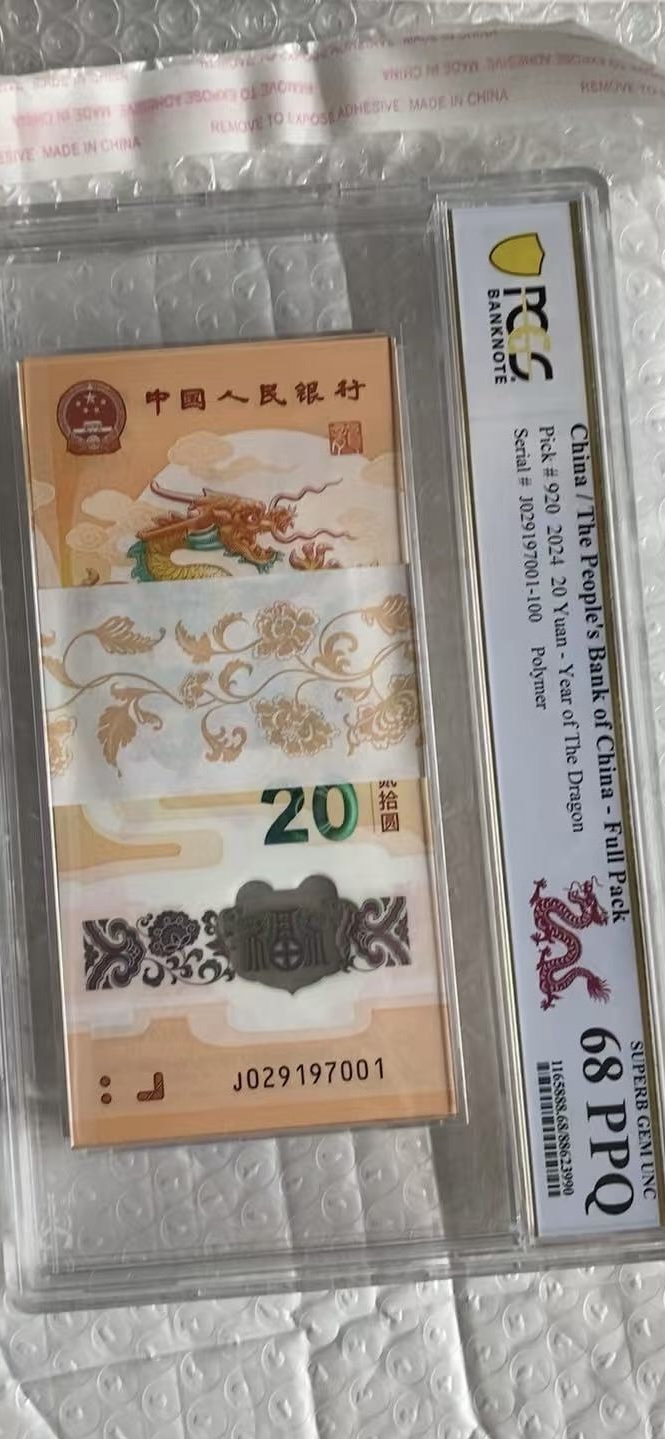 REMOVE TO EXPOSE ADHESIVE MADE IN CHINA
ESIVE MADE IN CHINA
REMOVE TO
中国人民银行
20
贰拾圆
J029197001
PCGS
BANKNOTE
China / The People's Bank of China - Full Pack
Pick # 920 2024 20 Yuan - Year of The Dragon
Serial # J029197001-100 Polymer
SUPERB GEM UNC
68 PPQ
1165888.68/88623990